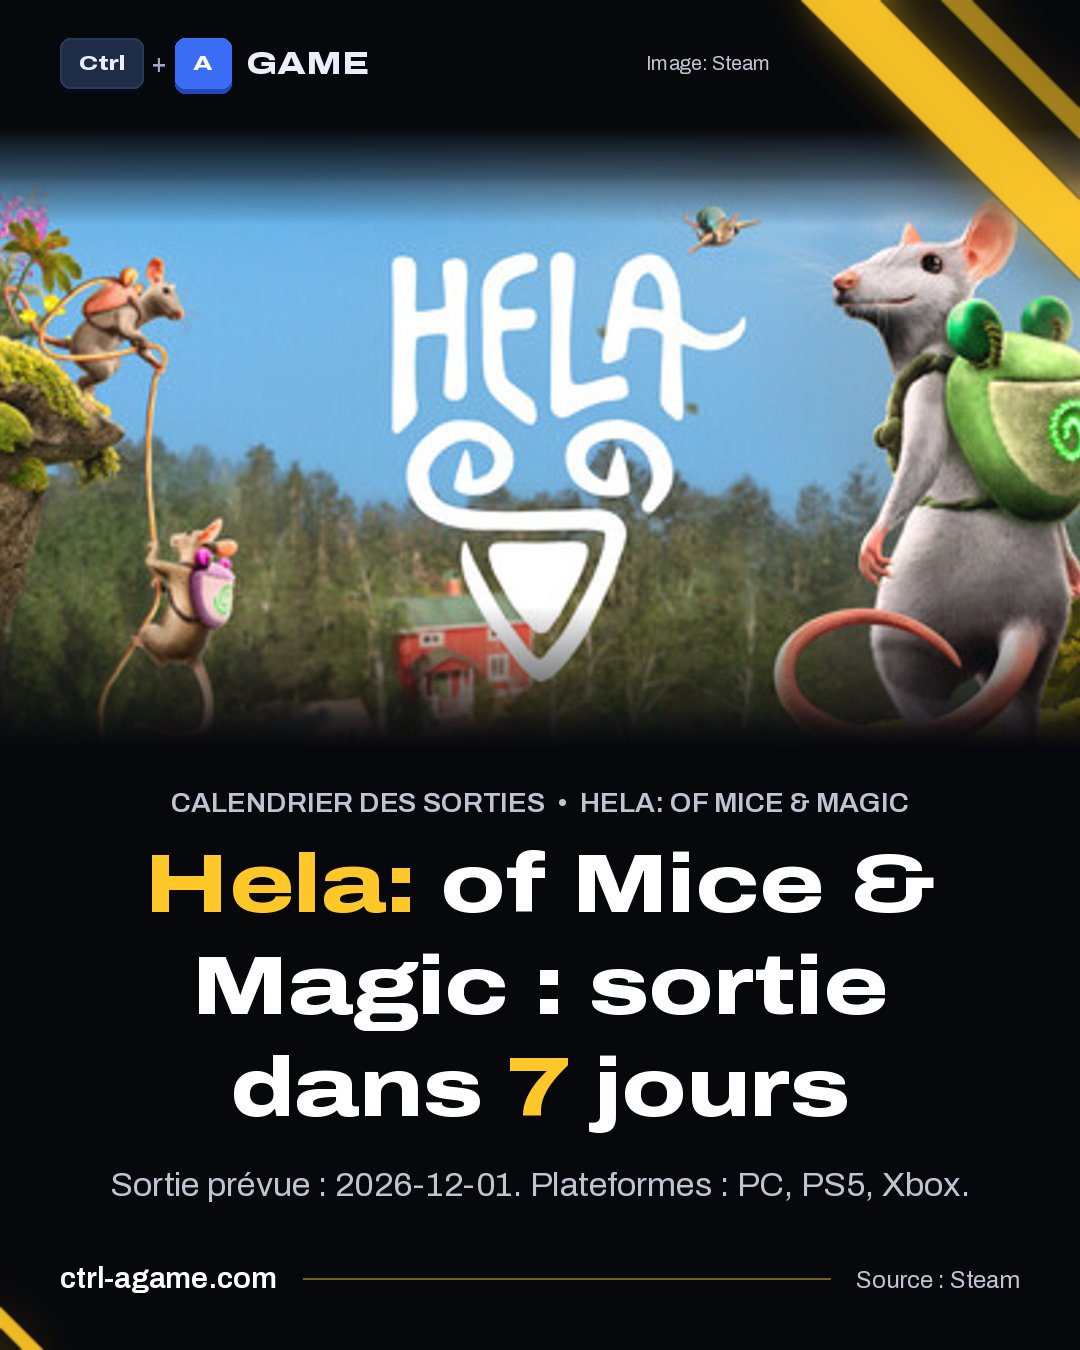 Ctrl + A GAME
Image: Steam
HELA
CALENDRIER DES SORTIES • HELA: OF MICE & MAGIC
Hela: of Mice &
Magic : sortie
dans 7 jours
Sortie prévue : 2026-12-01. Plateformes : PC, PS5, Xbox.
ctrl-agame.com
Source : Steam